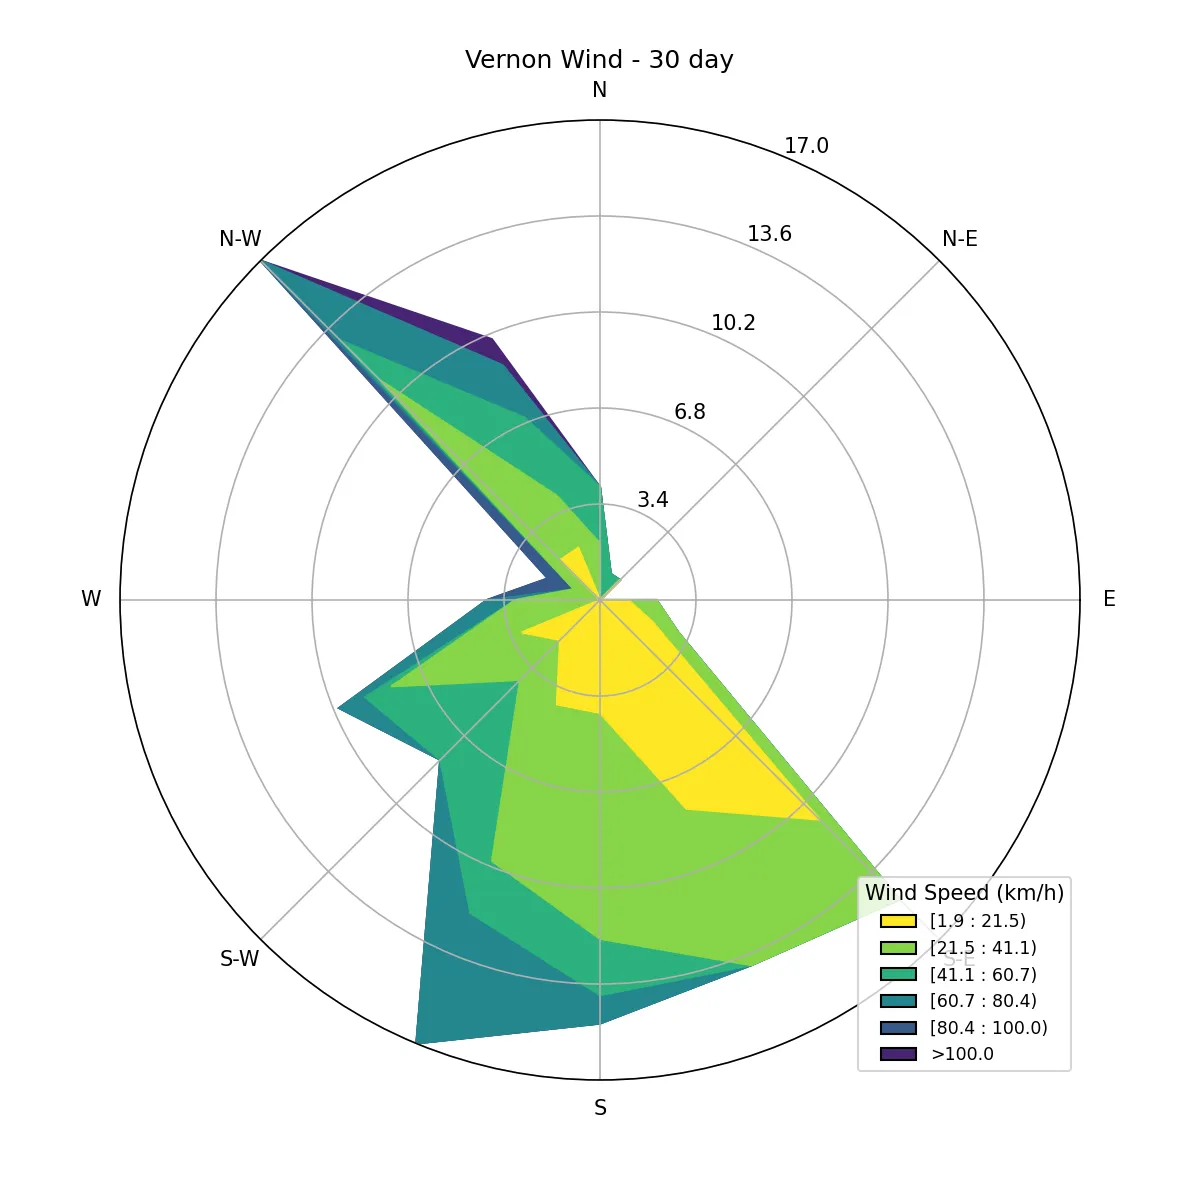 Vernon Wind - 30 day
N
17.0
13.6
N-W
N-E
10.2
6.8
3.4
W
E
Wind Speed (km/h)
[1.9 : 21.5)
[21.5 : 41.1)
S-W
S-E
[41.1 : 60.7)
[60.7 : 80.4)
[80.4 : 100.0)
>100.0
S